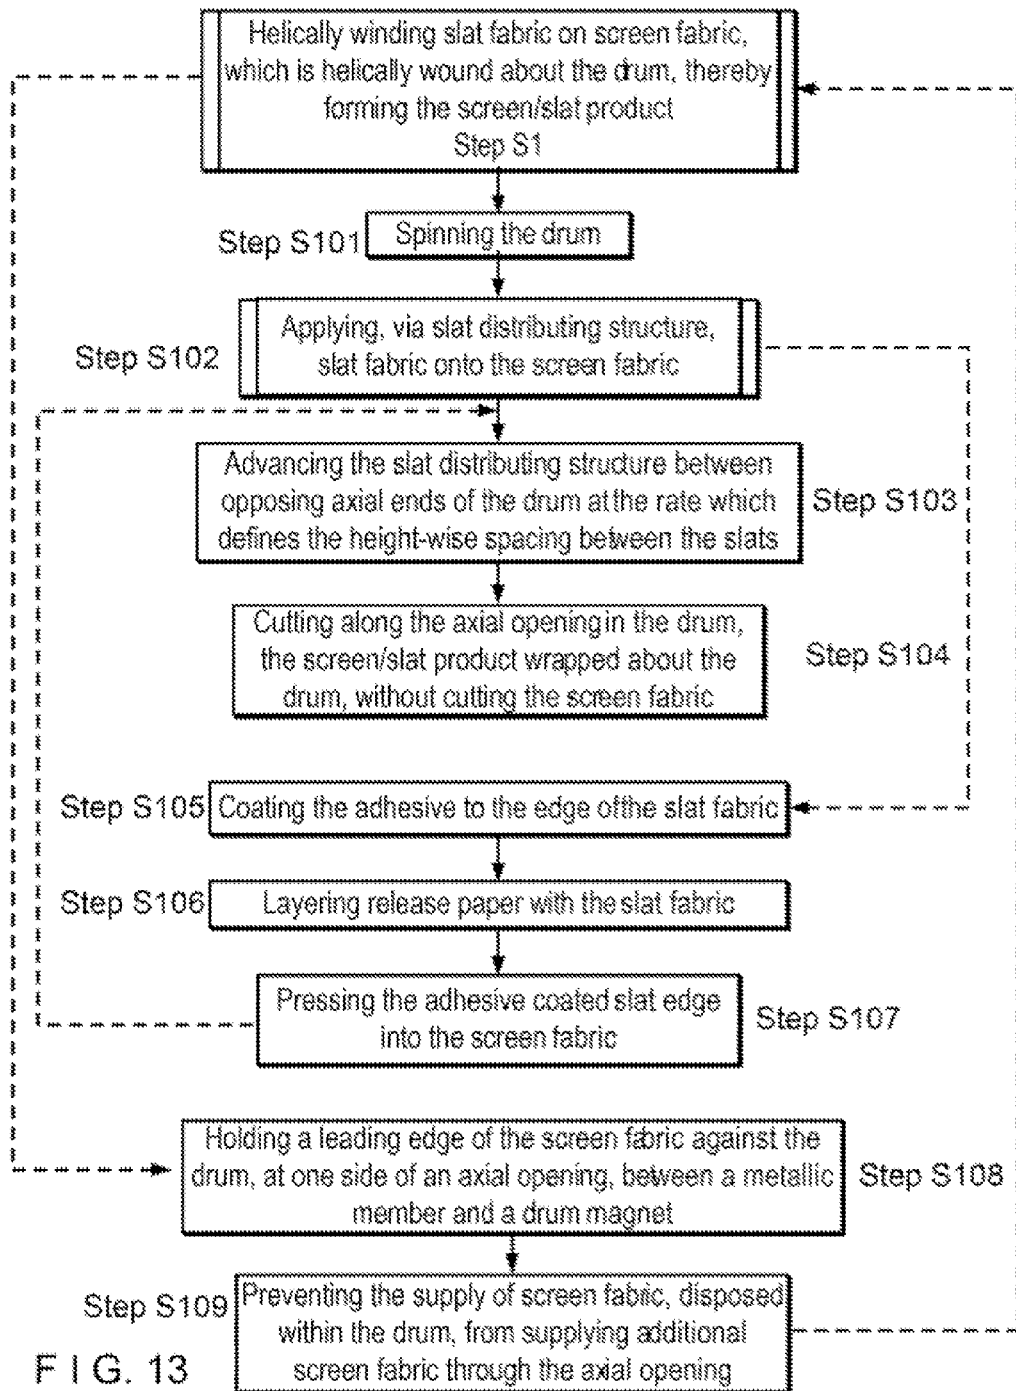 Helically winding slat fabric on screen fabric,
which is helically wound about the drum, thereby
forming the screen/slat product
Step S1
Step S101
Spinning the drum
Step S102
Applying, via slat distributing structure,
slat fabric onto the screen fabric
Advancing the slat distributing structure between
opposing axial ends of the drum at the rate which
defines the height-wise spacing between the slats
Step S103
Cutting along the axial opening in the drum,
the screen/slat product wrapped about the
drum, without cutting the screen fabric
Step S104
Step S105
Coating the adhesive to the edge of the slat fabric
Step S106
Layering release paper with the slat fabric
Pressing the adhesive coated slat edge
into the screen fabric
Step S107
Holding a leading edge of the screen fabric against the
drum, at one side of an axial opening, between a metallic
member and a drum magnet
Step S108
Step S109
Preventing the supply of screen fabric, disposed
within the drum, from supplying additional
screen fabric through the axial opening
F I G. 13